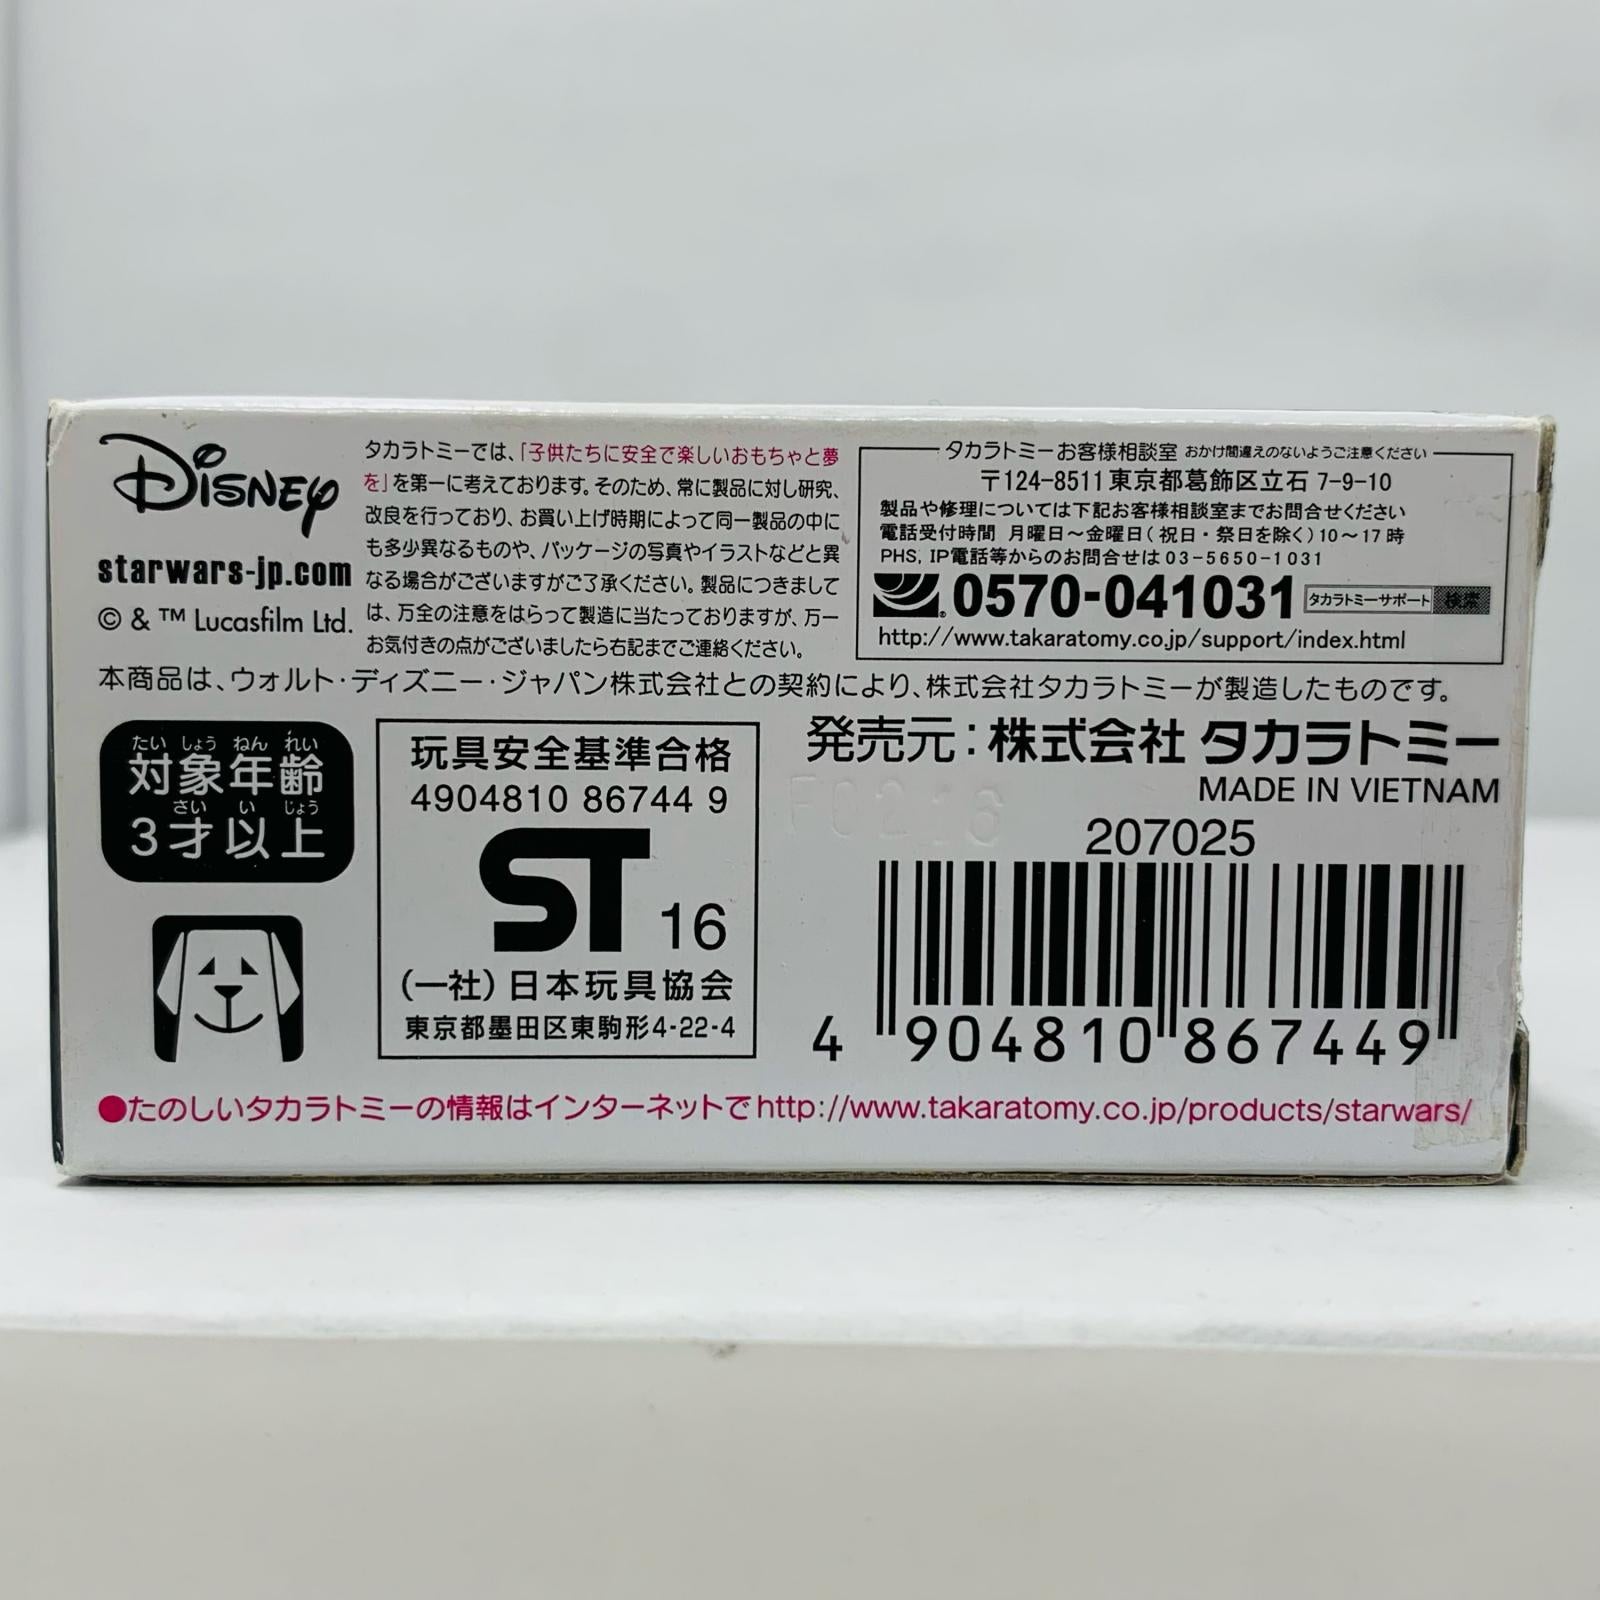 Disney
starwars-jp.com
© & ™ Lucasfilm Ltd.
タカラトミーでは、「子供たちに安全で楽しいおもちゃと夢
を」を第一に考えております。そのため、常に製品に対し研究、
改良を行っており、お買い上げ時期によって同一製品の中に
も多少異なるものや、パッケージの写真やイラストなどと異
なる場合がございますがご了承ください。製品につきまして
は、万全の注意をはらって製造に当たっておりますが、万一
お気付きの点がございましたら右記までご連絡ください。
タカラトミーお客様相談室 おかけ間違えのないようご注意ください
〒124-8511 東京都葛飾区立石 7-9-10
製品や修理については下記お客様相談室までお問合せください
電話受付時間 月曜日〜金曜日(祝日・祭日を除く)10〜17時
PHS, IP電話等からのお問合せは 03-5650-1031
0570-041031 タカラトミーサポート 検索
http://www.takaratomy.co.jp/support/index.html
本商品は、ウォルト・ディズニー・ジャパン株式会社との契約により、株式会社タカラトミーが製造したものです。
たい しょう ねん れい
対象年齢
さい い じょう
3才以上
玩具安全基準合格
4904810 86744 9
ST 16
(一社)日本玩具協会
東京都墨田区東駒形4-22-4
発売元:株式会社 タカラトミー
MADE IN VIETNAM
207025
4 904810 867449
●たのしいタカラトミーの情報はインターネットで http://www.takaratomy.co.jp/products/starwars/